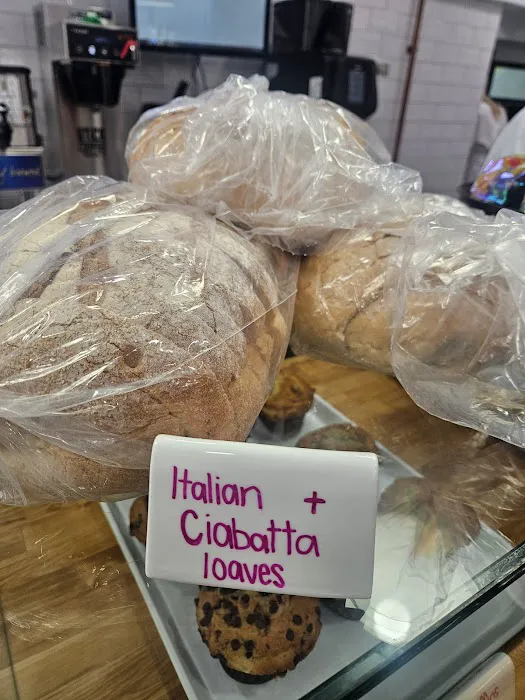 Italian +
Ciabatta
loaves